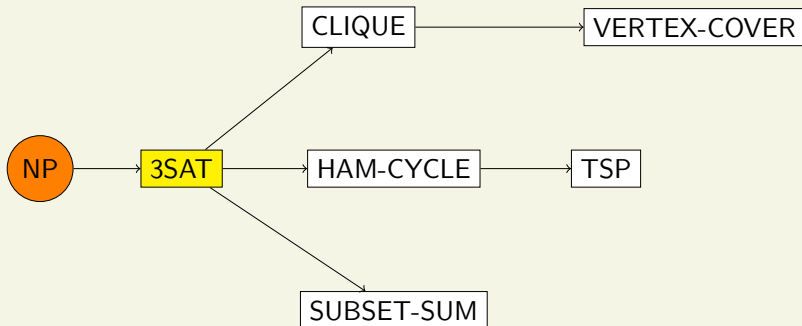 CLIQUE
VERTEX-COVER
NP
3SAT
HAM-CYCLE
TSP
SUBSET-SUM